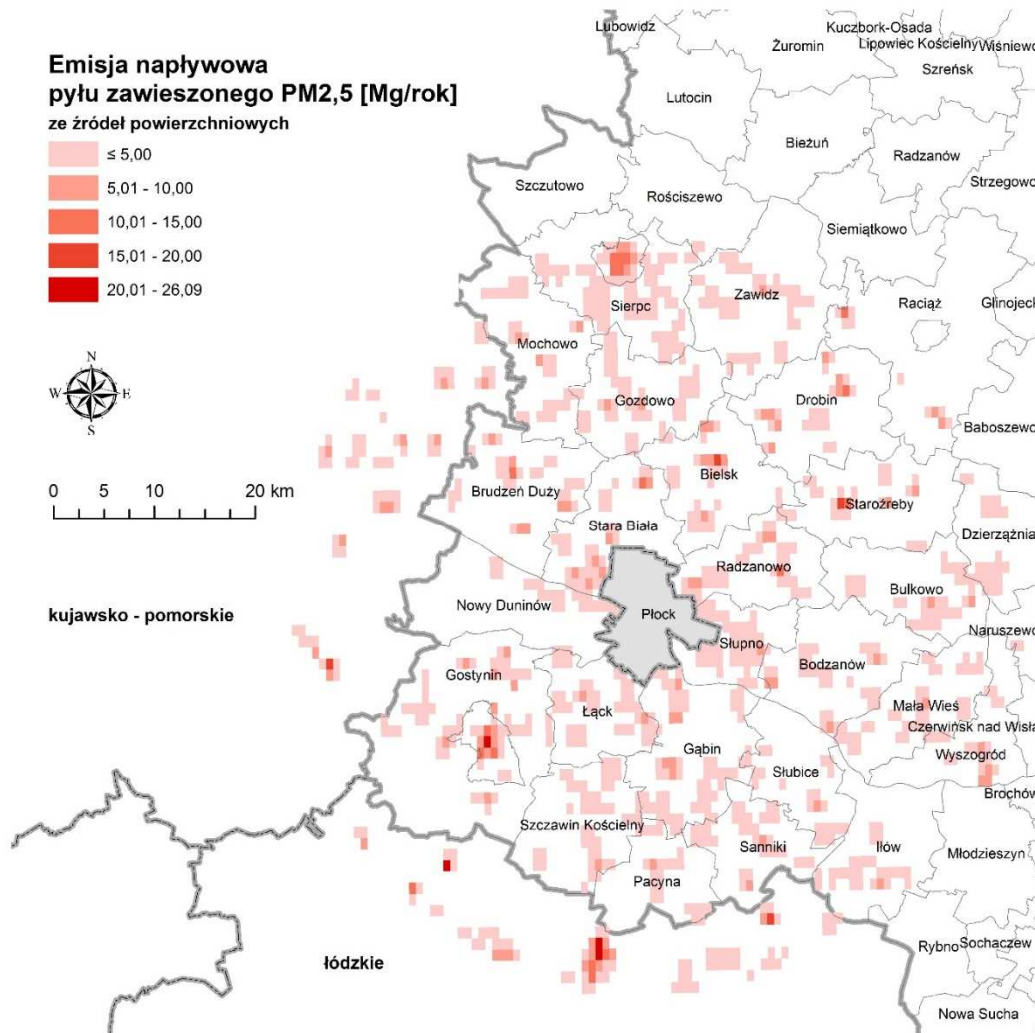 Emisja napływowa
pyłu zawieszonego PM2,5 [Mg/rok]
ze źródeł powierzchniowych
≤ 5,00
5,01 - 10,00
10,01 - 15,00
15,01 - 20,00
20,01 - 26,09
N
W E
S
0 5 10 20 km
kujawsko - pomorskie
łódzkie
Lubowidz
Kuczbork-Osada
Żuromin
Lipowiec Kościelny
Wiśniewo
Szreńsk
Lutocin
Bieżuń
Radzanów
Strzegowo
Szczutowo
Rościszewo
Siemiątkowo
Sierpc
Zawidz
Raciąż
Glinojeck
Mochowo
Gozdowo
Drobin
Baboszewo
Brudzeń Duży
Bielsk
Staroźreby
Stara Biała
Dzierzążnia
Radzanowo
Bulkowo
Nowy Duninów
Płock
Słupno
Naruszewo
Gostynin
Bodzanów
Łąck
Mała Wieś
Czerwińsk nad Wisłą
Gąbin
Wyszogród
Słubice
Brochów
Szczawin Kościelny
Sanniki
Iłów
Młodzieszyn
Pacyna
Rybno
Sochaczew
Nowa Sucha